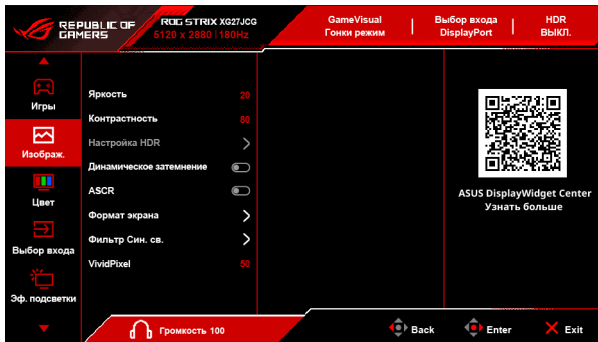 REPUBLIC OF
GAMERS
ROG STRIX XG27JCG
5120 x 2880 | 180Hz
GameVisual
Гонки режим
Выбор входа
DisplayPort
HDR
ВЫКЛ.
Игры
Изображ.
Цвет
Выбор входа
Эф. подсветки
Яркость 20
Контрастность 80
Настройка HDR
Динамическое затемнение
ASCR
Формат экрана
Фильтр Син. св.
VividPixel 50
ASUS DisplayWidget Center
Узнать больше
Громкость 100
Back
Enter
Exit